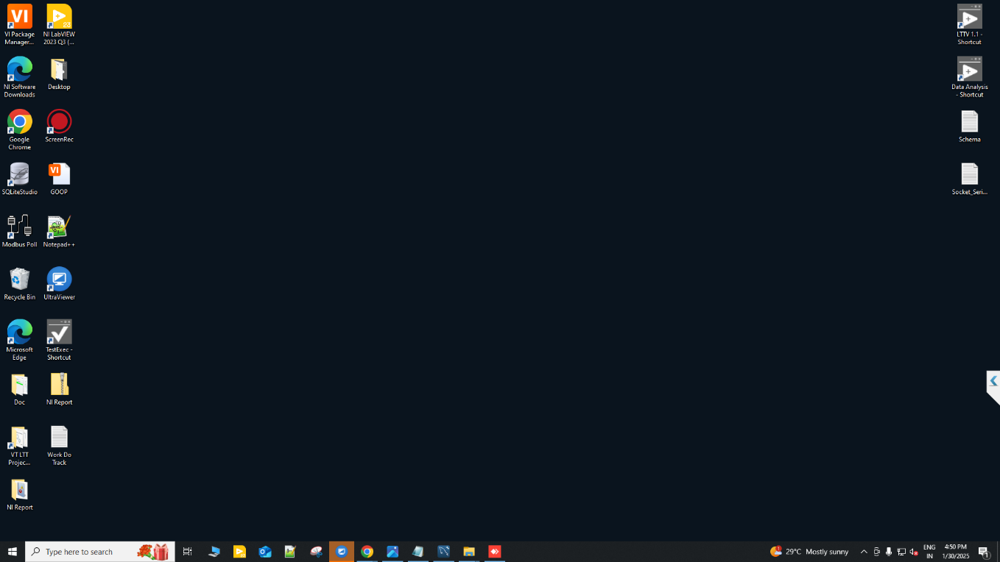 VI Package
Manager...
NI LabVIEW
2023 Q3 (...
NI Software
Downloads
Desktop
Google
Chrome
ScreenRec
SQLiteStudio
GOOP
Modbus Poll
Notepad++
Recycle Bin
UltraViewer
Microsoft
Edge
TestExec -
Shortcut
Doc
NI Report
VT LTT
Projec...
Work Do
Track
NI Report
LTTV 1.1 -
Shortcut
Data Analysis
- Shortcut
Schema
Socket_Seri...
Type here to search
29°C Mostly sunny
ENG
IN
4:50 PM
1/30/2025